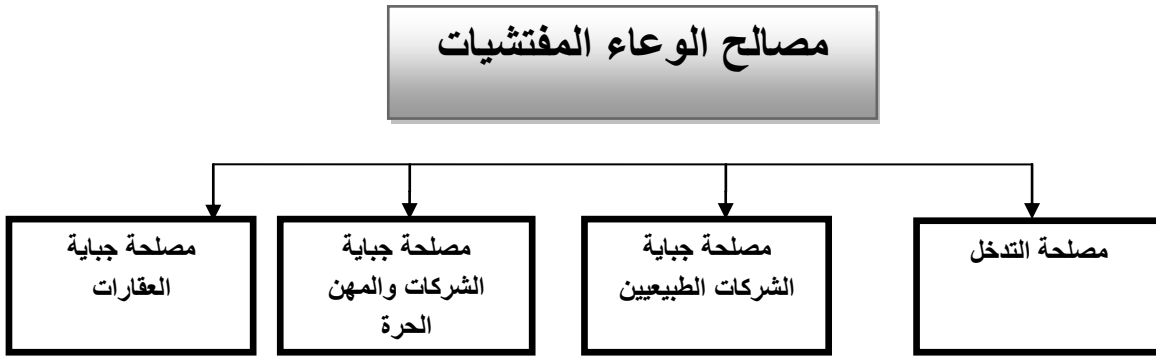 مصالح الوعاء المفتشيات
مصلحة التدخل
مصلحة جباية
الشركات الطبيعيين
مصلحة جباية
الشركات والمهن
الحرة
مصلحة جباية
العقارات